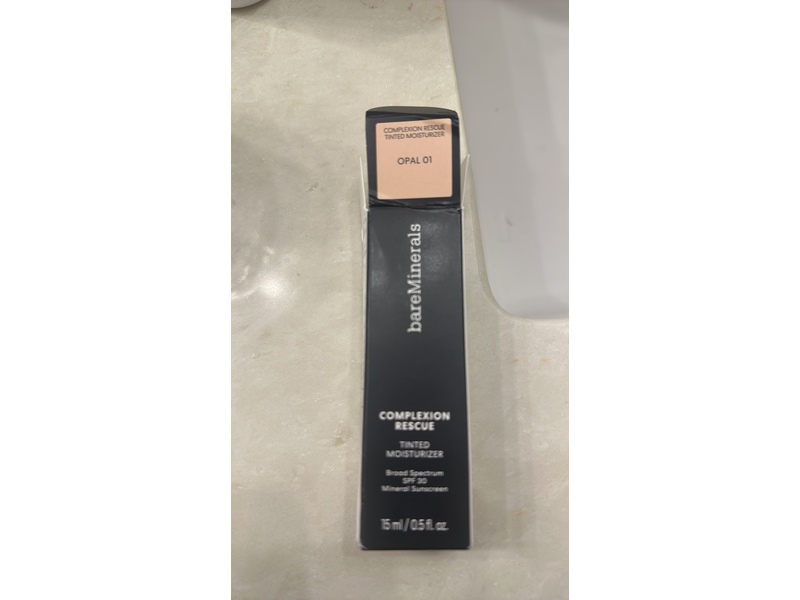 COMPLEXION RESCUE
TINTED MOISTURIZER
OPAL 01
bareMinerals
COMPLEXION
RESCUE
TINTED
MOISTURIZER
Broad Spectrum
SPF 30
Mineral Sunscreen
15 ml / 0.5 fl. oz.